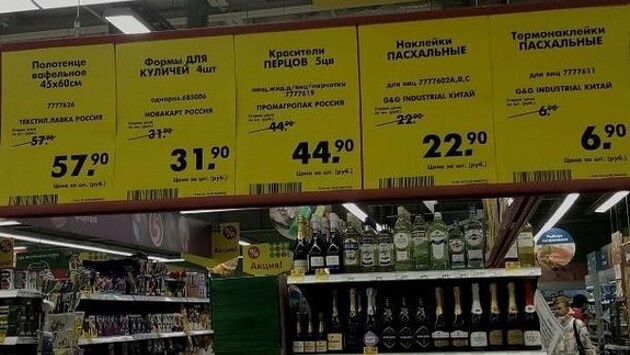 Полотенце
вафельное
45х60см
7777626
ТЕКСТИЛ.ЛАВКА РОССИЯ
57.90
57.90
Цена за шт. (руб.)
Формы ДЛЯ
КУЛИЧЕЙ 4шт
однораз.685006
НОВАКАРТ РОССИЯ
31.90
31.90
Цена за шт. (руб.)
Красители
ПЕРЦОВ 5цв
пищ.жид.д/яиц+перчатки
7777619
ПРОМАГРОПАК РОССИЯ
44.90
44.90
Цена за шт. (руб.)
Наклейки
ПАСХАЛЬНЫЕ
для яиц 7777602А,В,С
G&G INDUSTRIAL КИТАЙ
22.90
22.90
Цена за шт. (руб.)
Термонаклейки
ПАСХАЛЬНЫЕ
для яиц 7777611
G&G INDUSTRIAL КИТАЙ
6.90
6.90
Цена за шт. (руб.)
% Акция!
% Акция!